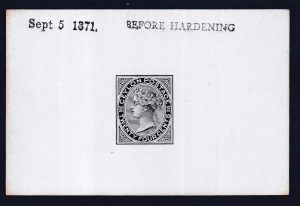 Sept 5 1871. BEFORE HARDENING
CEYLON POSTAGE
TWENTY FOUR CENTS